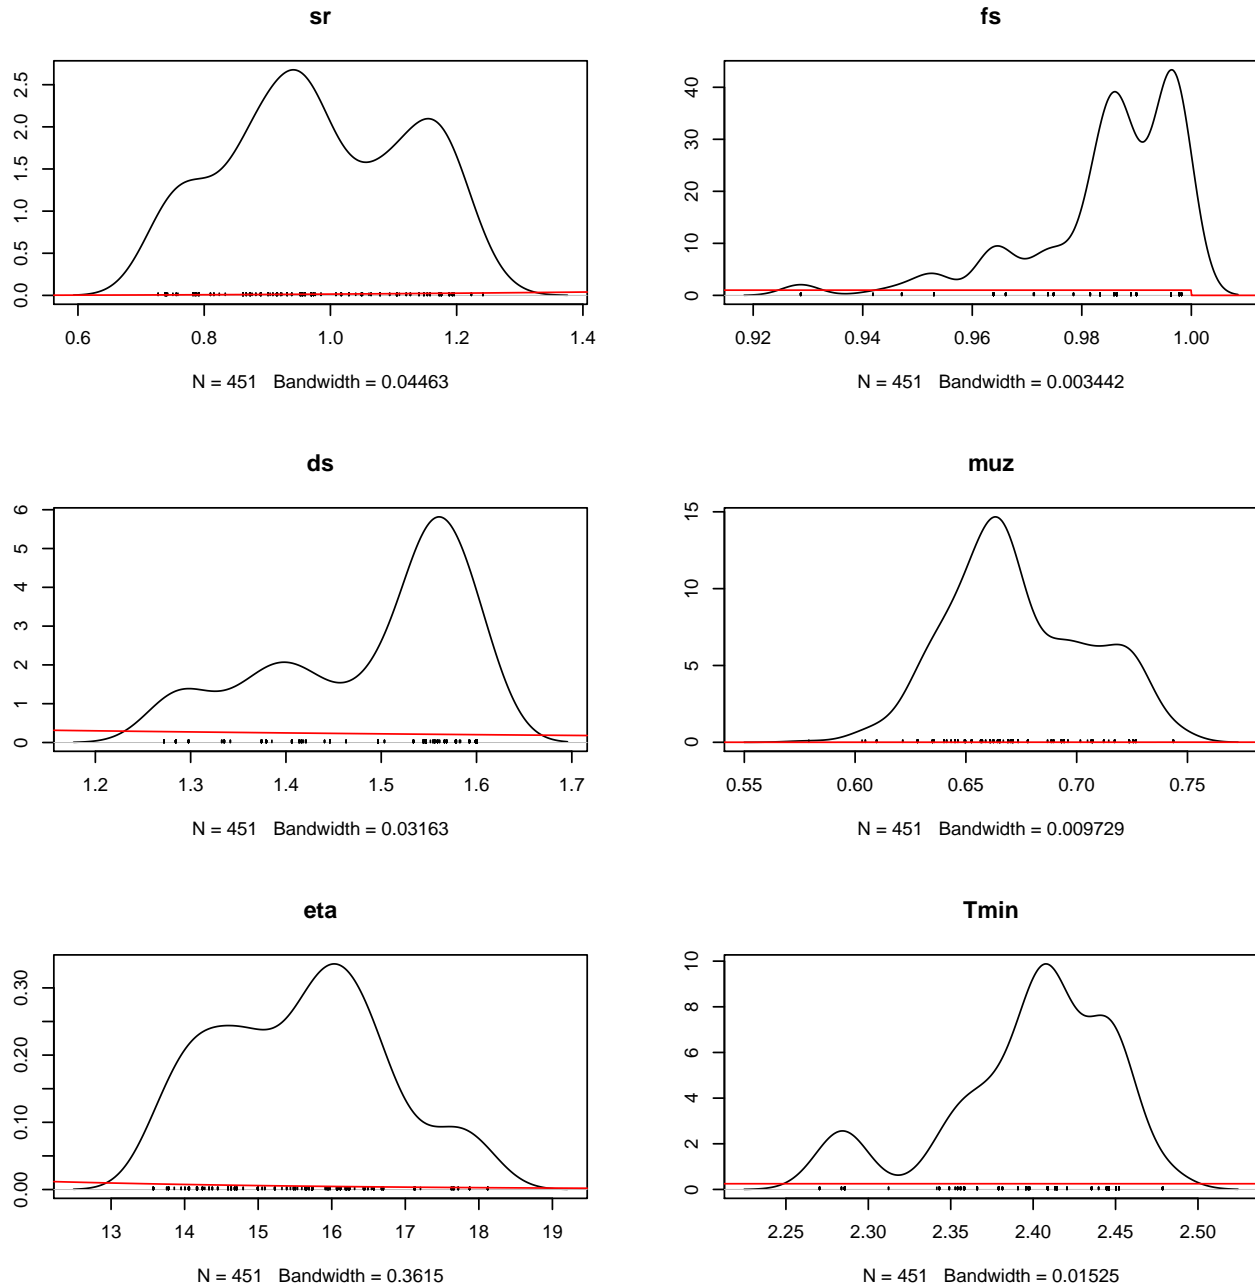 sr
0.0 0.5 1.0 1.5 2.0 2.5
0.6 0.8 1.0 1.2 1.4
N = 451 Bandwidth = 0.04463
fs
0 10 20 30 40
0.92 0.94 0.96 0.98 1.00
N = 451 Bandwidth = 0.003442
ds
0 1 2 3 4 5 6
1.2 1.3 1.4 1.5 1.6 1.7
N = 451 Bandwidth = 0.03163
muz
0 5 10 15
0.55 0.60 0.65 0.70 0.75
N = 451 Bandwidth = 0.009729
eta
0.00 0.10 0.20 0.30
13 14 15 16 17 18 19
N = 451 Bandwidth = 0.3615
Tmin
0 2 4 6 8 10
2.25 2.30 2.35 2.40 2.45 2.50
N = 451 Bandwidth = 0.01525